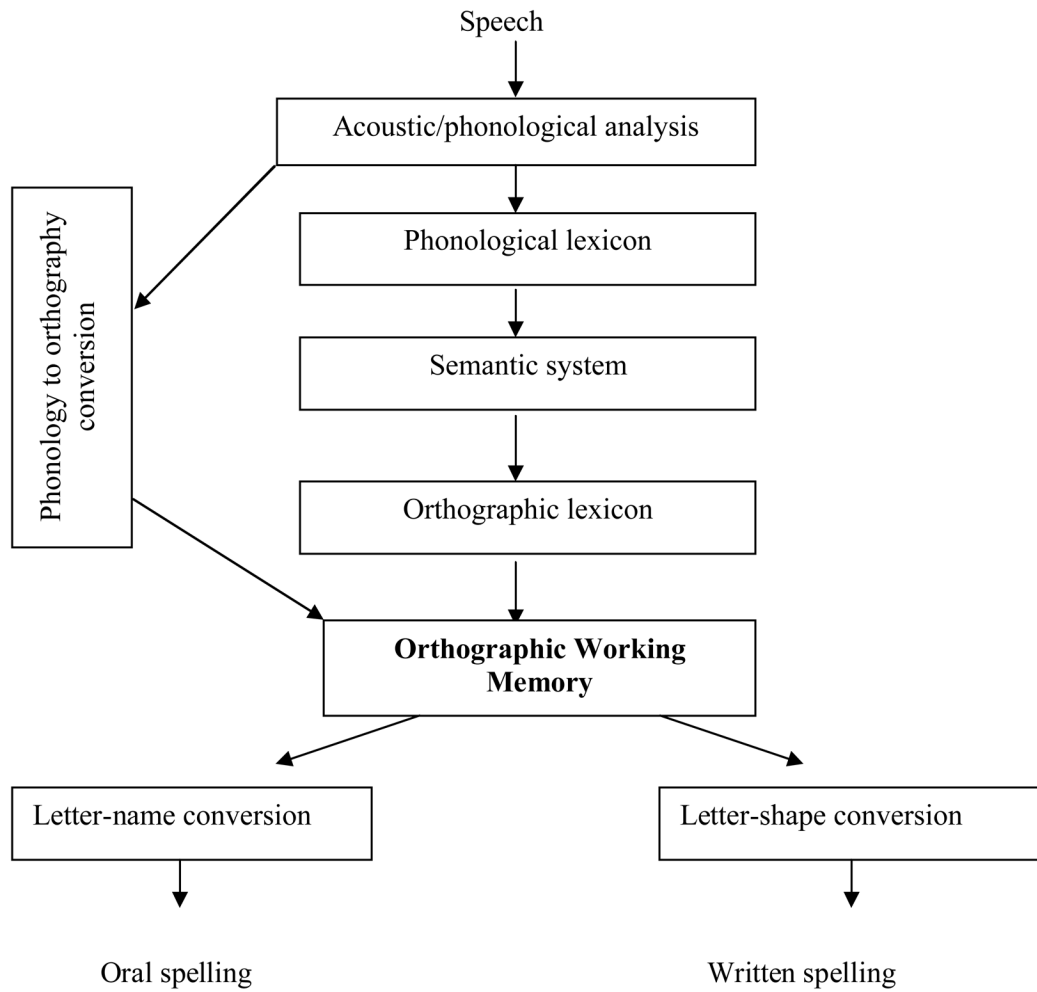 Speech
Acoustic/phonological analysis
Phonology to orthography
conversion
Phonological lexicon
Semantic system
Orthographic lexicon
Orthographic Working
Memory
Letter-name conversion
Letter-shape conversion
Oral spelling
Written spelling